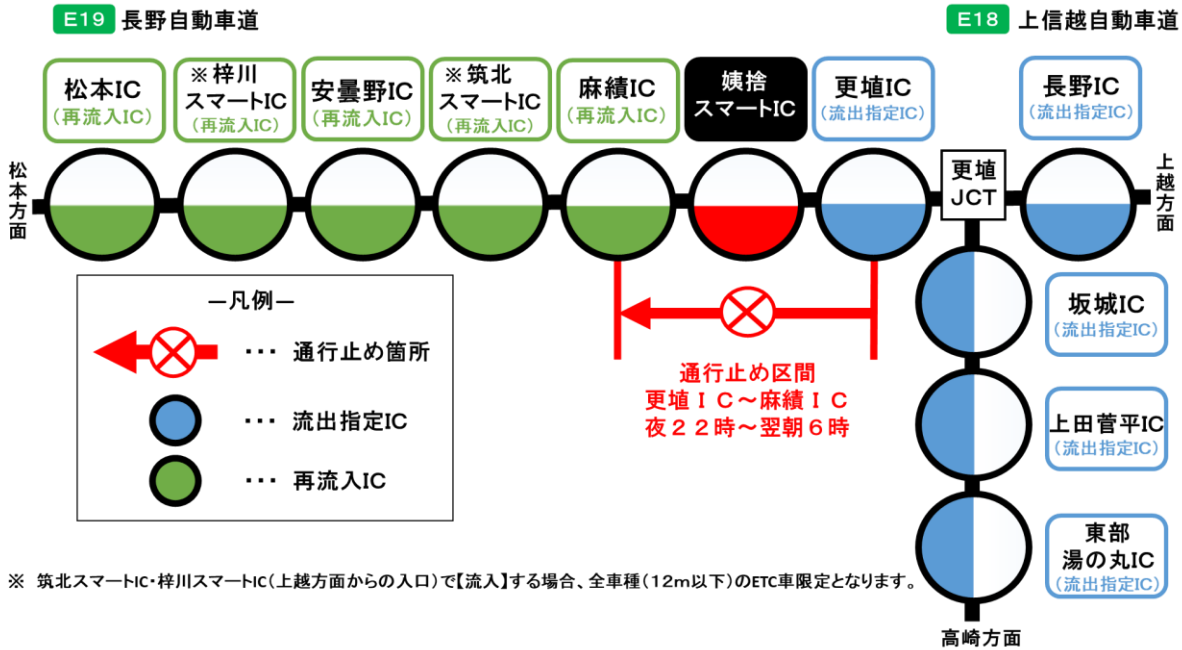 E19 長野自動車道
E18 上信越自動車道
松本IC
(再流入IC)
※梓川
スマートIC
(再流入IC)
安曇野IC
(再流入IC)
※筑北
スマートIC
(再流入IC)
麻績IC
(再流入IC)
姨捨
スマートIC
更埴IC
(流出指定IC)
長野IC
(流出指定IC)
松本方面
更埴
JCT
上越方面
―凡例―
・・・ 通行止め箇所
・・・ 流出指定IC
・・・ 再流入IC
通行止め区間
更埴IC～麻績IC
夜22時～翌朝6時
坂城IC
(流出指定IC)
上田菅平IC
(流出指定IC)
東部
湯の丸IC
(流出指定IC)
※ 筑北スマートIC・梓川スマートIC(上越方面からの入口)で【流入】する場合、全車種(12m以下)のETC車限定となります。
高崎方面